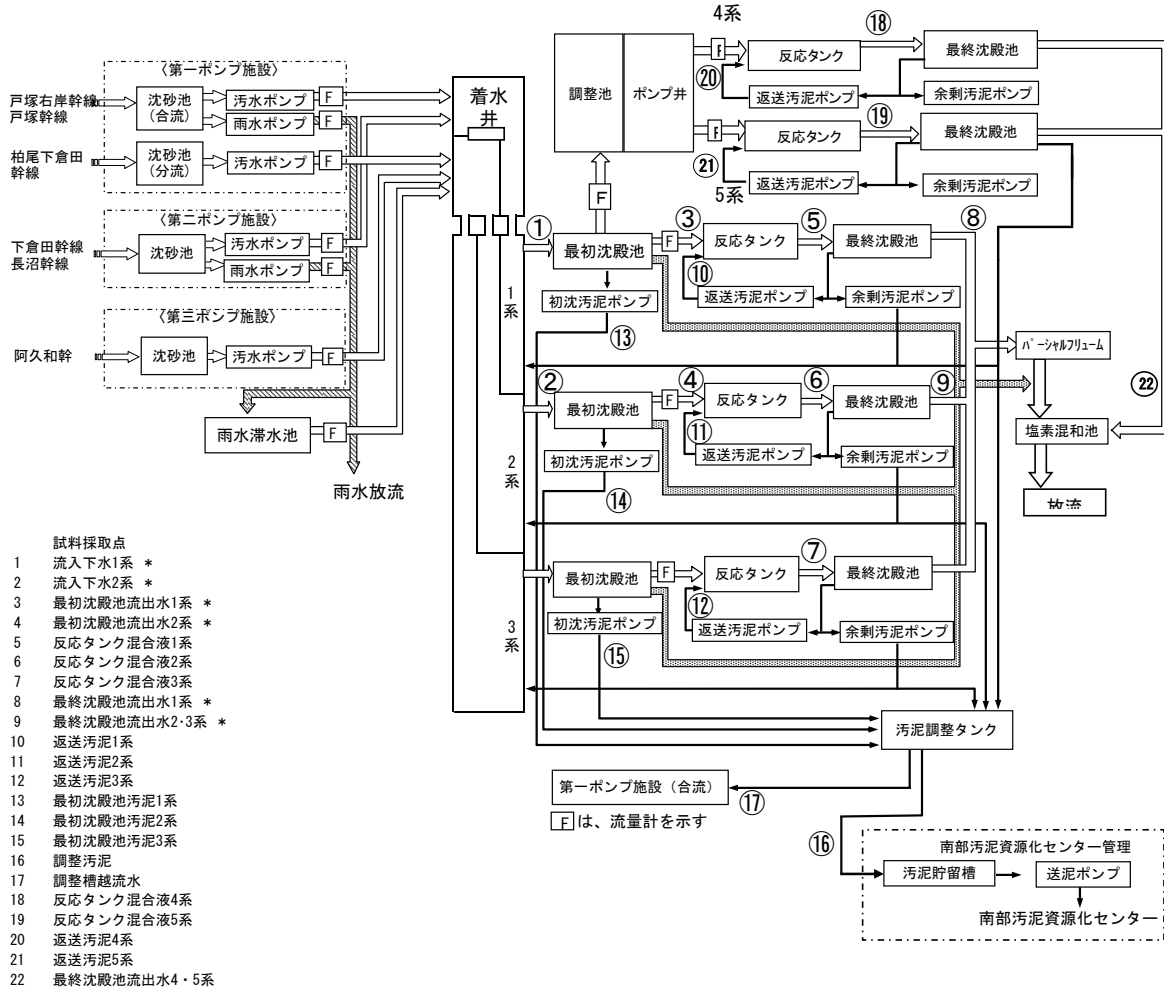 4系
⑱
F
反応タンク
最終沈殿池
⑳
返送汚泥ポンプ
余剰汚泥ポンプ
調整池
ポンプ井
⑲
F
反応タンク
最終沈殿池
㉑
5系
返送汚泥ポンプ
余剰汚泥ポンプ
F
〈第一ポンプ施設〉
戸塚右岸幹線
戸塚幹線
沈砂池
(合流)
汚水ポンプ
F
雨水ポンプ
F
柏尾下倉田
幹線
沈砂池
(分流)
汚水ポンプ
F
着水
井
〈第二ポンプ施設〉
下倉田幹線
長沼幹線
沈砂池
汚水ポンプ
F
雨水ポンプ
F
〈第三ポンプ施設〉
阿久和幹
沈砂池
汚水ポンプ
F
雨水滞水池
F
雨水放流
1系
2系
3系
①
最初沈殿池
F
③
反応タンク
⑤
最終沈殿池
⑧
⑩
初沈汚泥ポンプ
返送汚泥ポンプ
余剰汚泥ポンプ
⑬
パーシャルフリューム
②
最初沈殿池
F
④
反応タンク
⑥
最終沈殿池
⑨
㉒
⑪
初沈汚泥ポンプ
返送汚泥ポンプ
余剰汚泥ポンプ
⑭
塩素混和池
放流
最初沈殿池
F
反応タンク
⑦
最終沈殿池
⑫
初沈汚泥ポンプ
返送汚泥ポンプ
余剰汚泥ポンプ
⑮
汚泥調整タンク
第一ポンプ施設（合流）
⑰
Fは、流量計を示す
⑯
南部汚泥資源化センター管理
汚泥貯留槽
送泥ポンプ
南部汚泥資源化センター
試料採取点
1 流入下水1系 *
2 流入下水2系 *
3 最初沈殿池流出水1系 *
4 最初沈殿池流出水2系 *
5 反応タンク混合液1系
6 反応タンク混合液2系
7 反応タンク混合液3系
8 最終沈殿池流出水1系 *
9 最終沈殿池流出水2・3系 *
10 返送汚泥1系
11 返送汚泥2系
12 返送汚泥3系
13 最初沈殿池汚泥1系
14 最初沈殿池汚泥2系
15 最初沈殿池汚泥3系
16 調整汚泥
17 調整槽越流水
18 反応タンク混合液4系
19 反応タンク混合液5系
20 返送汚泥4系
21 返送汚泥5系
22 最終沈殿池流出水4・5系